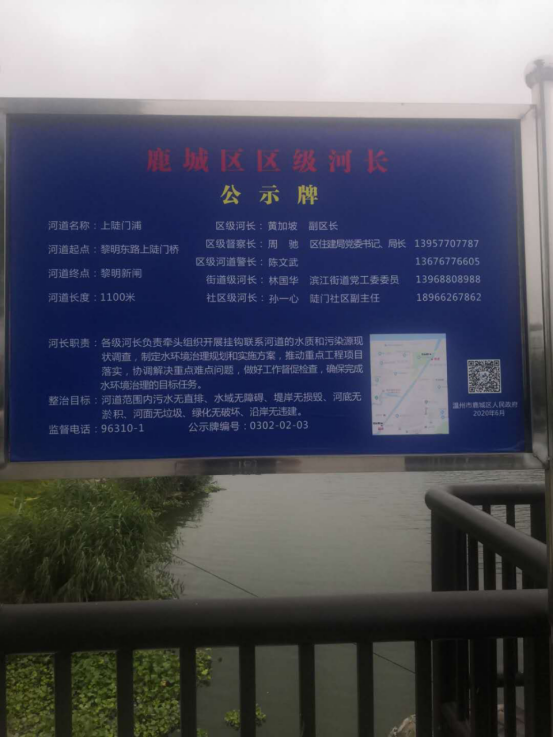 鹿城区区级河长
公示牌
河道名称：上陡门浦
区级河长：黄加坡 副区长
河道起点：黎明东路上陡门桥
区级督察长：周 驰 区住建局党委书记、局长 13957707787
区级河道警长：陈文武 13676776605
河道终点：黎明新闸
街道级河长：林国华 滨江街道党工委委员 13968808988
河道长度：1100米
社区级河长：孙一心 陡门社区副主任 18966267862
河长职责：各级河长负责牵头组织开展挂钩联系河道的水质和污染源现
状调查，制定水环境治理规划和实施方案，推动重点工程项目
落实，协调解决重点难点问题，做好工作督促检查，确保完成
水环境治理的目标任务。
整治目标：河道范围内污水无直排、水域无障碍、堤岸无损毁、河底无
淤积、河面无垃圾、绿化无破坏、沿岸无违建。
监督电话：96310-1 公示牌编号：0302-02-03
温州市鹿城区人民政府
2020年6月